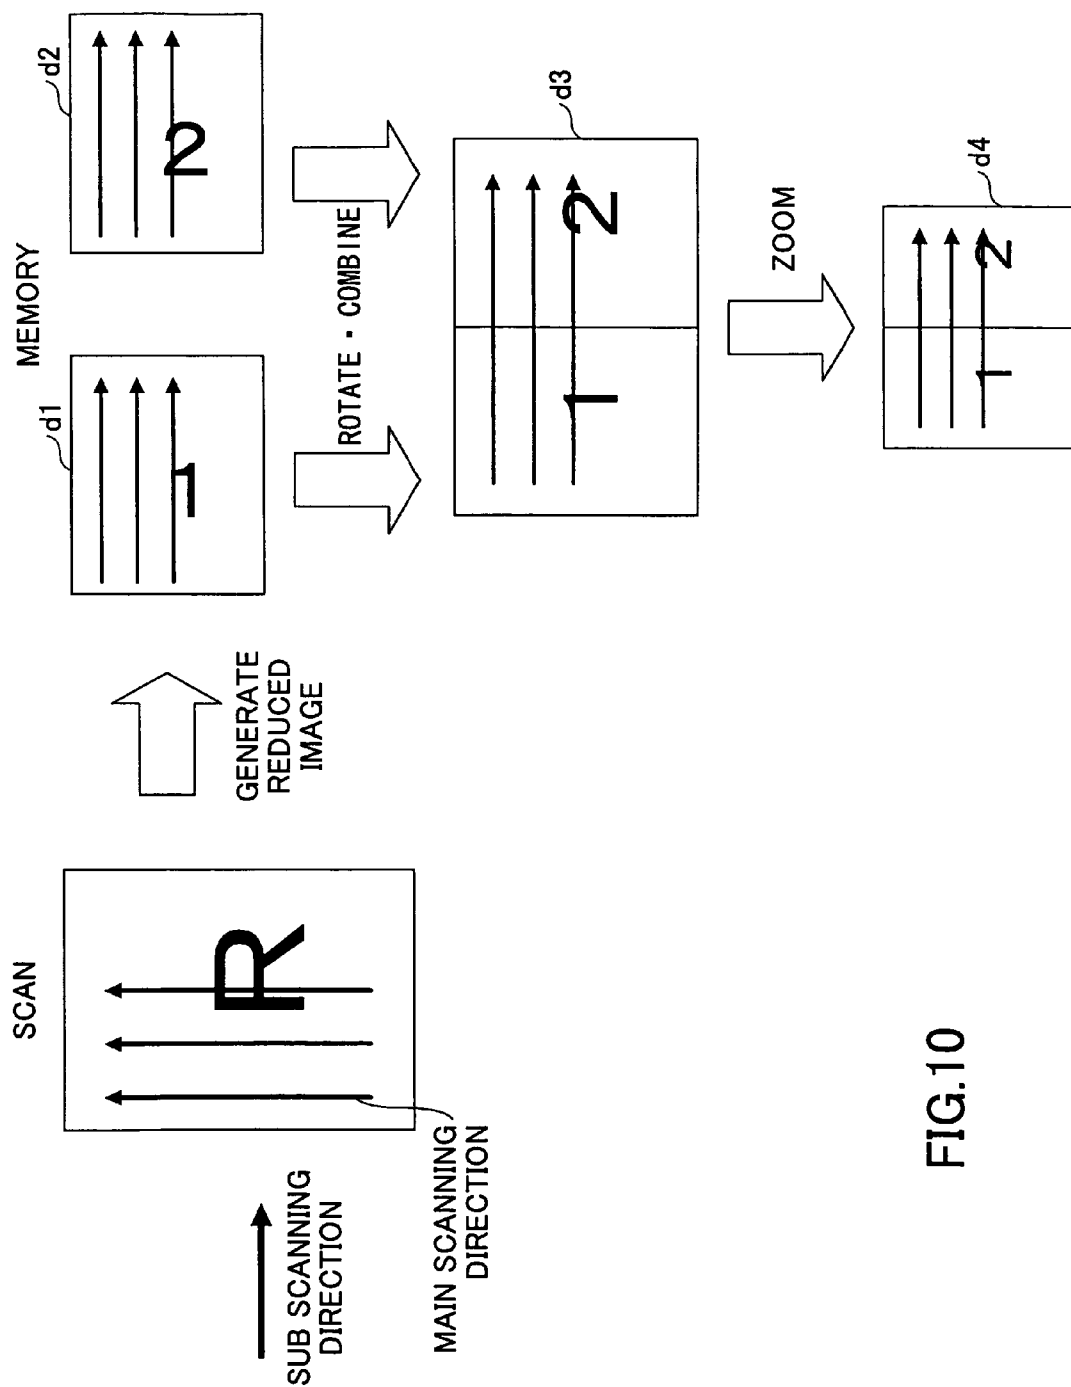 SCAN
R
SUB SCANNING
DIRECTION
MAIN SCANNING
DIRECTION
GENERATE
REDUCED
IMAGE
MEMORY
d1
1
d2
2
ROTATE・COMBINE
d3
1
2
ZOOM
d4
1
2
FIG.10